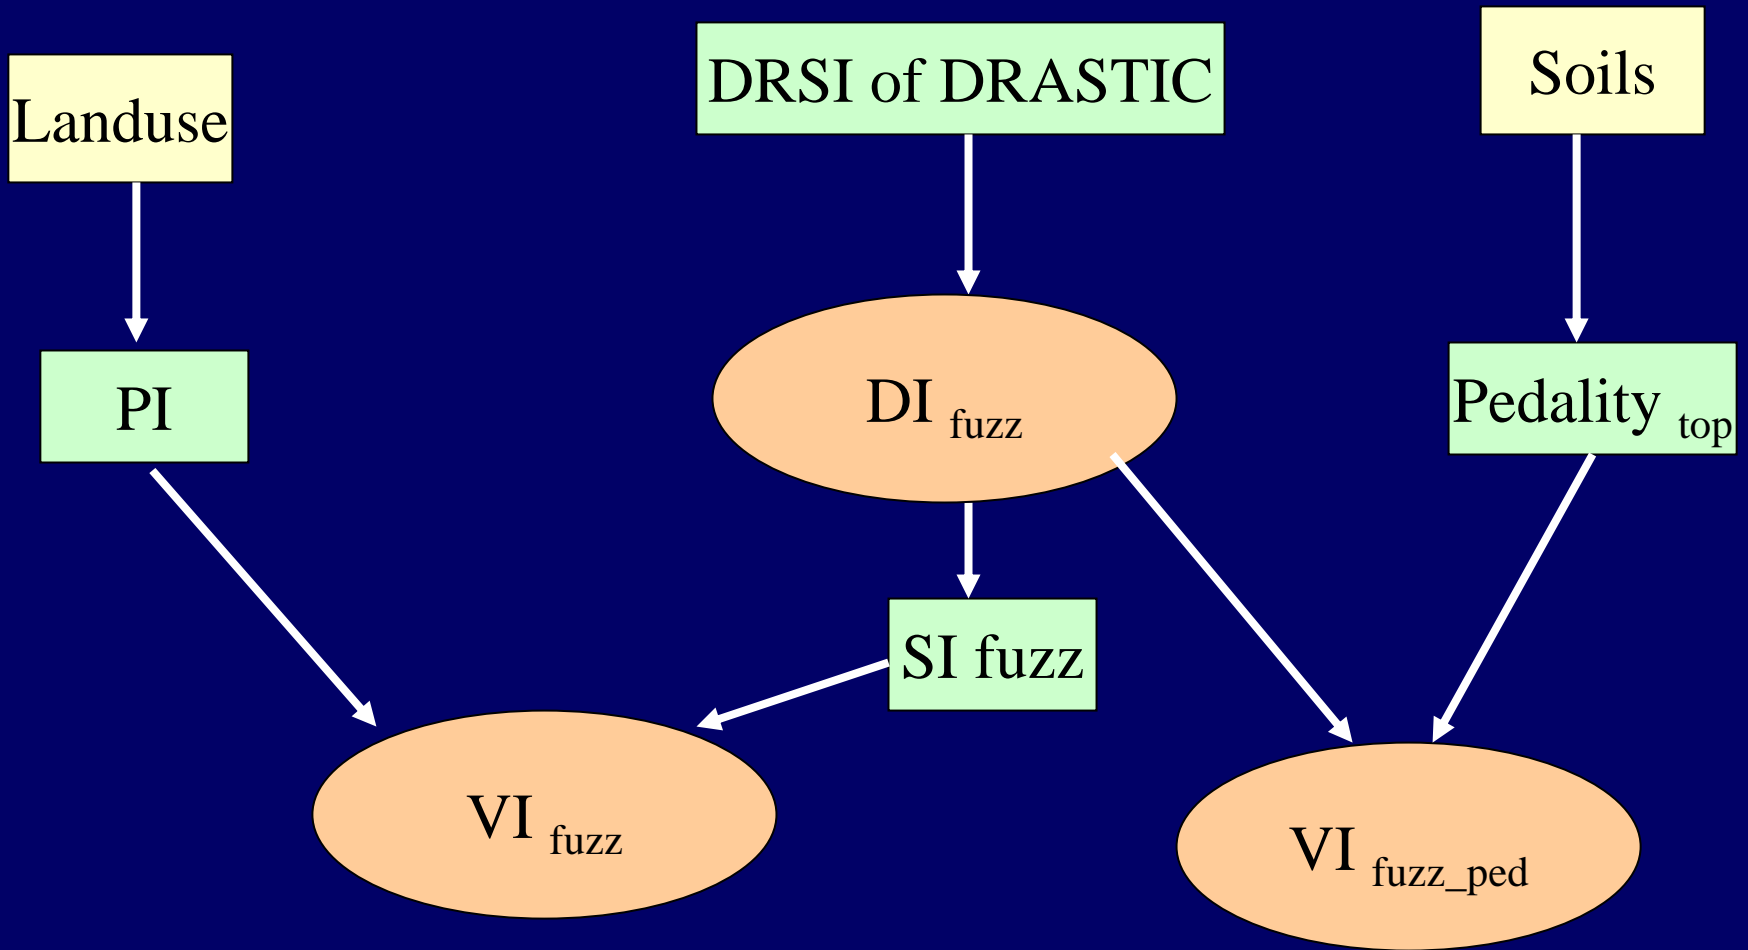 Landuse
DRSI of DRASTIC
Soils
PI
DI fuzz
Pedality top
SI fuzz
VI fuzz
VI fuzz_ped